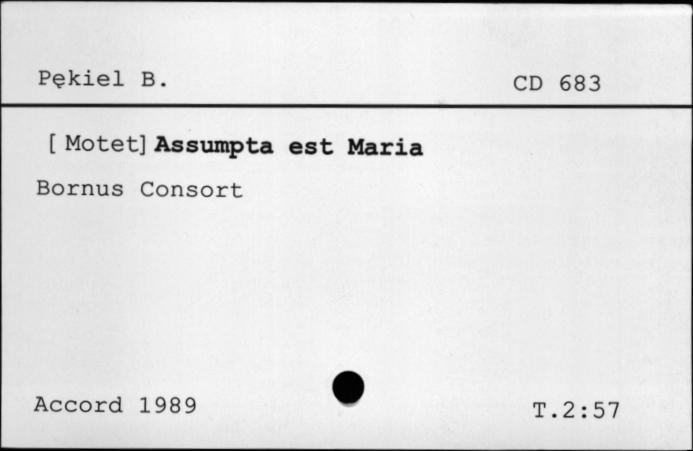 Pękiel B. CD 683
[Motet] Assumpta est Maria
Bornus Consort
Accord 1989 T.2:57